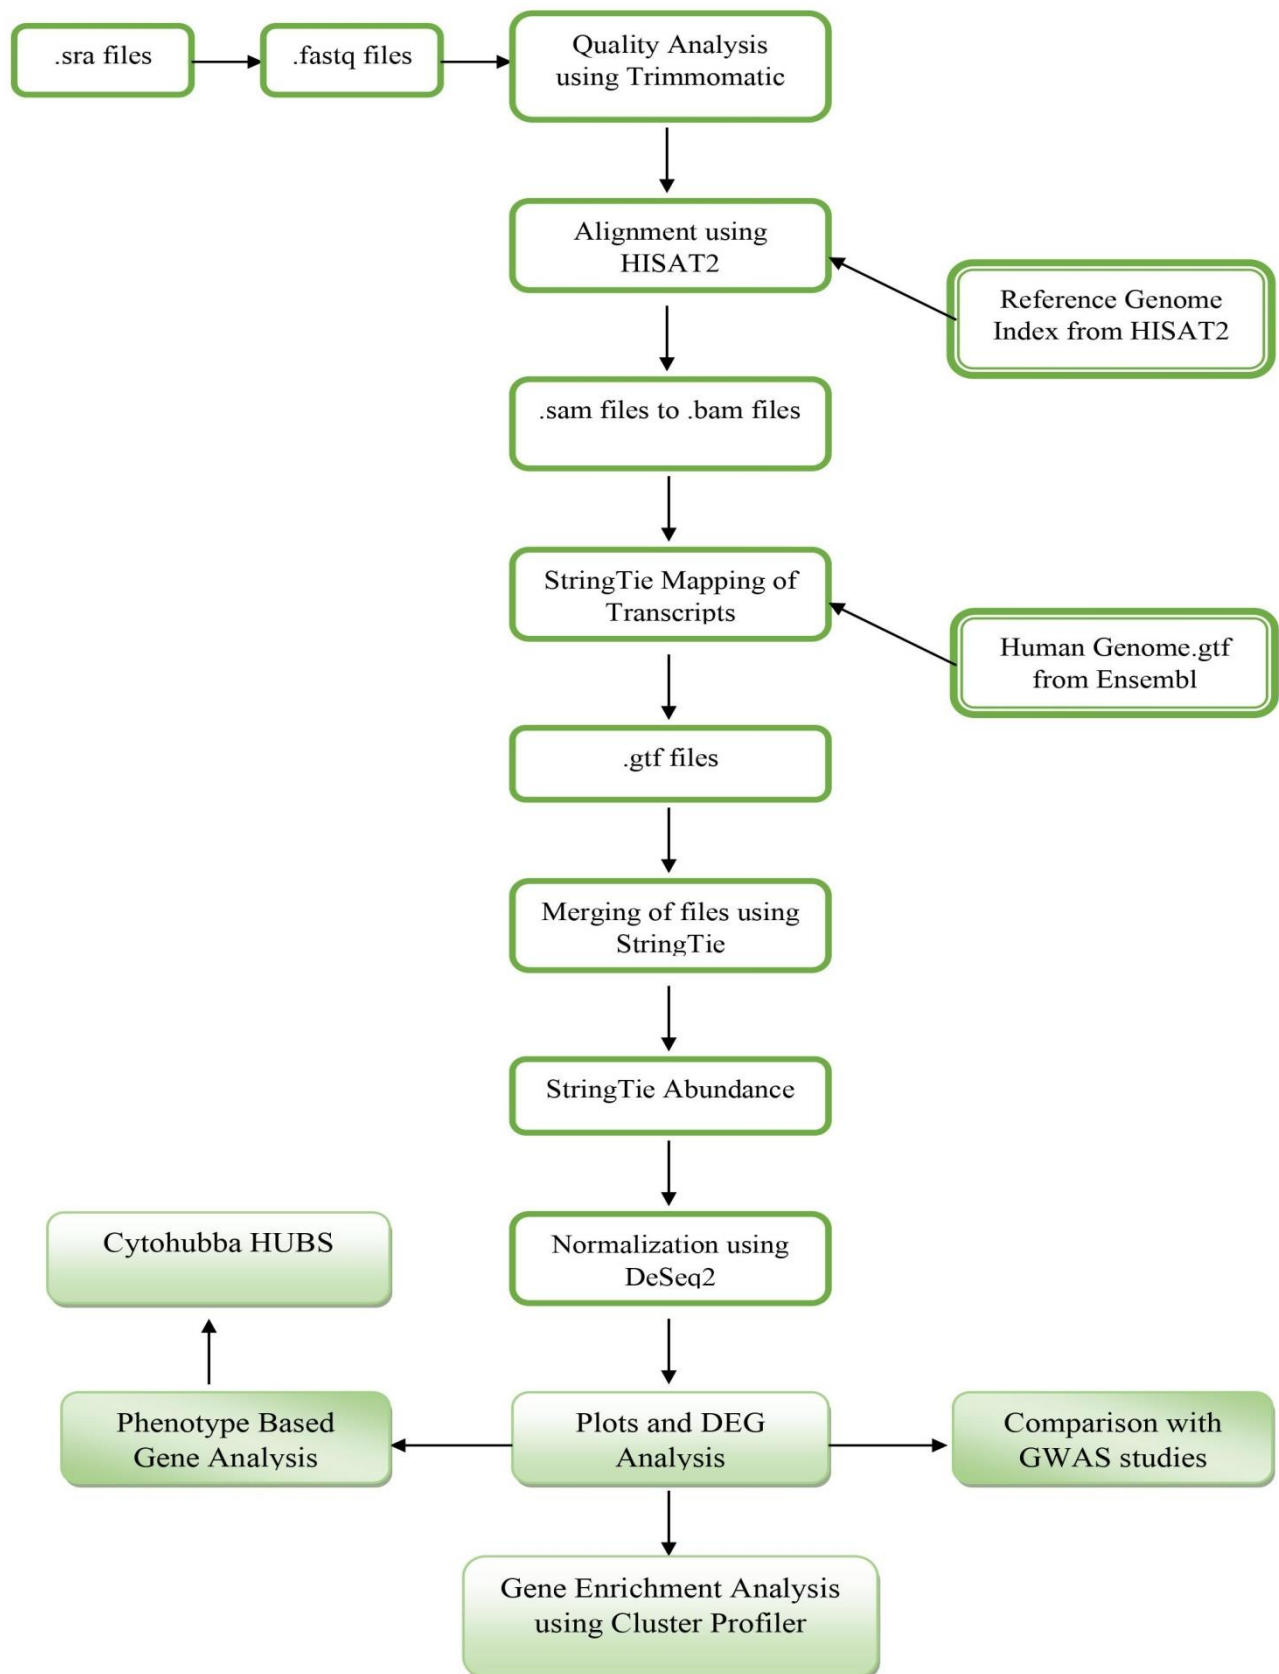 .sra files
.fastq files
Quality Analysis
using Trimmomatic
Alignment using
HISAT2
Reference Genome
Index from HISAT2
.sam files to .bam files
StringTie Mapping of
Transcripts
Human Genome.gtf
from Ensembl
.gtf files
Merging of files using
StringTie
StringTie Abundance
Normalization using
DeSeq2
Cytohubba HUBS
Phenotype Based
Gene Analysis
Plots and DEG
Analysis
Comparison with
GWAS studies
Gene Enrichment Analysis
using Cluster Profiler